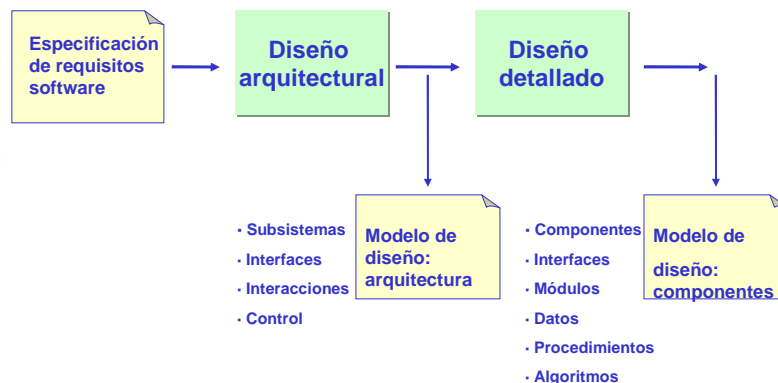 Especificación
de requisitos
software
Diseño
arquitectural
Diseño
detallado
· Subsistemas
· Interfaces
· Interacciones
· Control
Modelo de
diseño:
arquitectura
· Componentes
· Interfaces
· Módulos
· Datos
· Procedimientos
· Algoritmos
Modelo de
diseño:
componentes